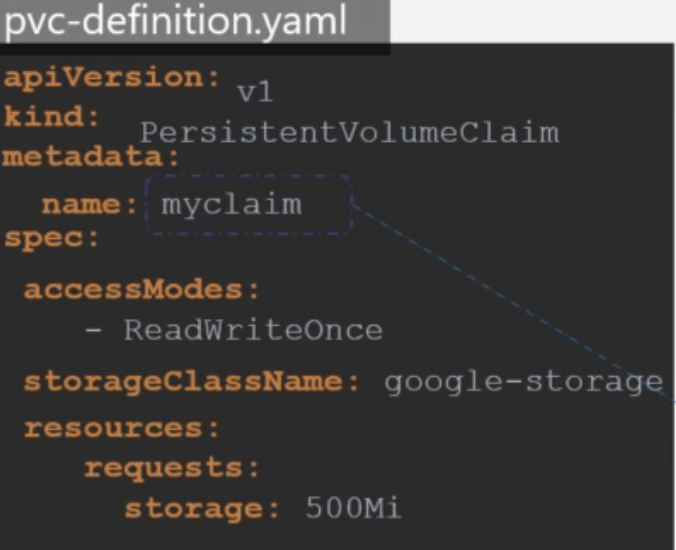 pvc-definition.yaml
apiVersion: v1
kind: PersistentVolumeClaim
metadata:
name: myclaim
spec:
accessModes:
- ReadWriteOnce
storageClassName: google-storage
resources:
requests:
storage: 500Mi